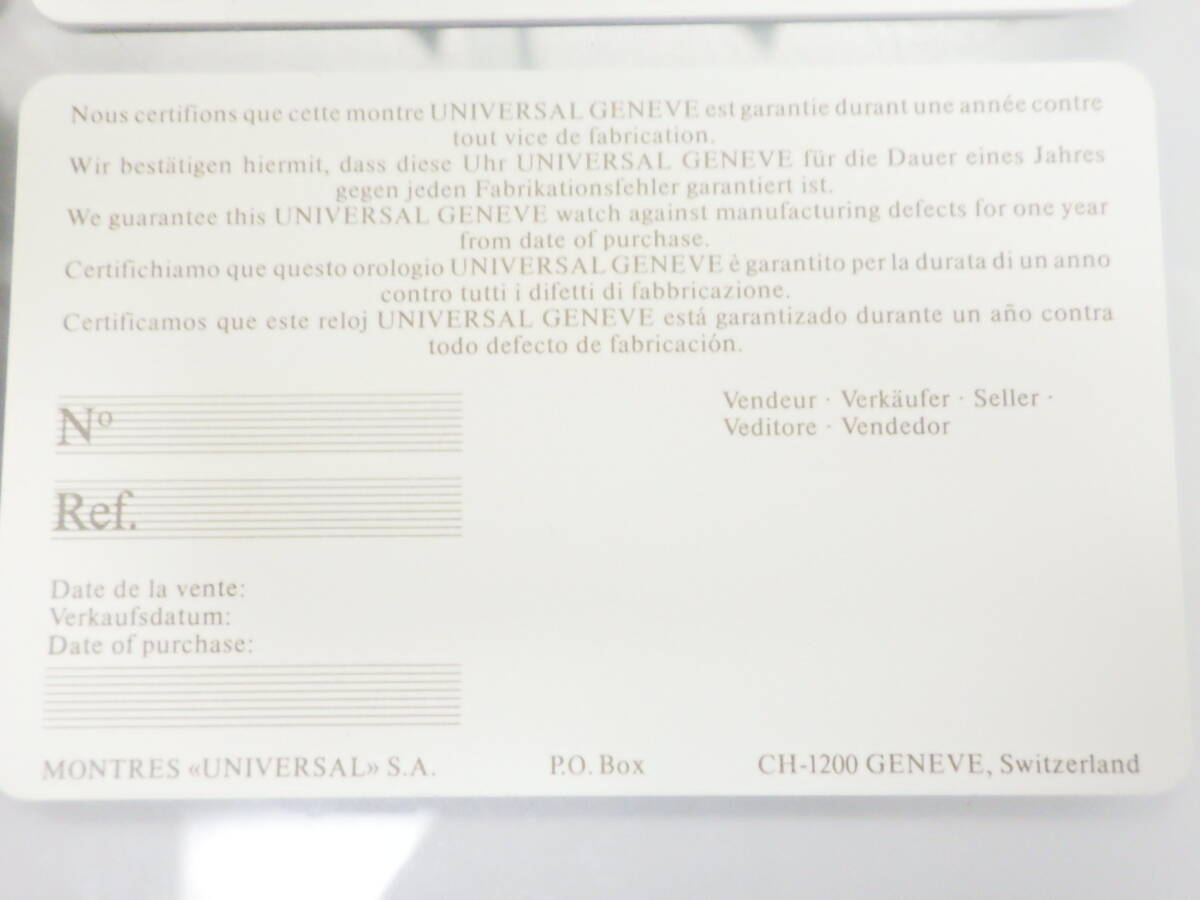 Nous certifions que cette montre UNIVERSAL GENEVE est garantie durant une année contre
tout vice de fabrication.
Wir bestätigen hiermit, dass diese Uhr UNIVERSAL GENEVE für die Dauer eines Jahres
gegen jeden Fabrikationsfehler garantiert ist.
We guarantee this UNIVERSAL GENEVE watch against manufacturing defects for one year
from date of purchase.
Certifichiamo que questo orologio UNIVERSAL GENEVE è garantito per la durata di un anno
contro tutti i difetti di fabbricazione.
Certificamos que este reloj UNIVERSAL GENEVE está garantizado durante un año contra
todo defecto de fabricación.
Nº
Ref.
Date de la vente:
Verkaufsdatum:
Date of purchase:
Vendeur · Verkäufer · Seller ·
Veditore · Vendedor
MONTRES «UNIVERSAL» S.A. P.O. Box CH-1200 GENEVE, Switzerland